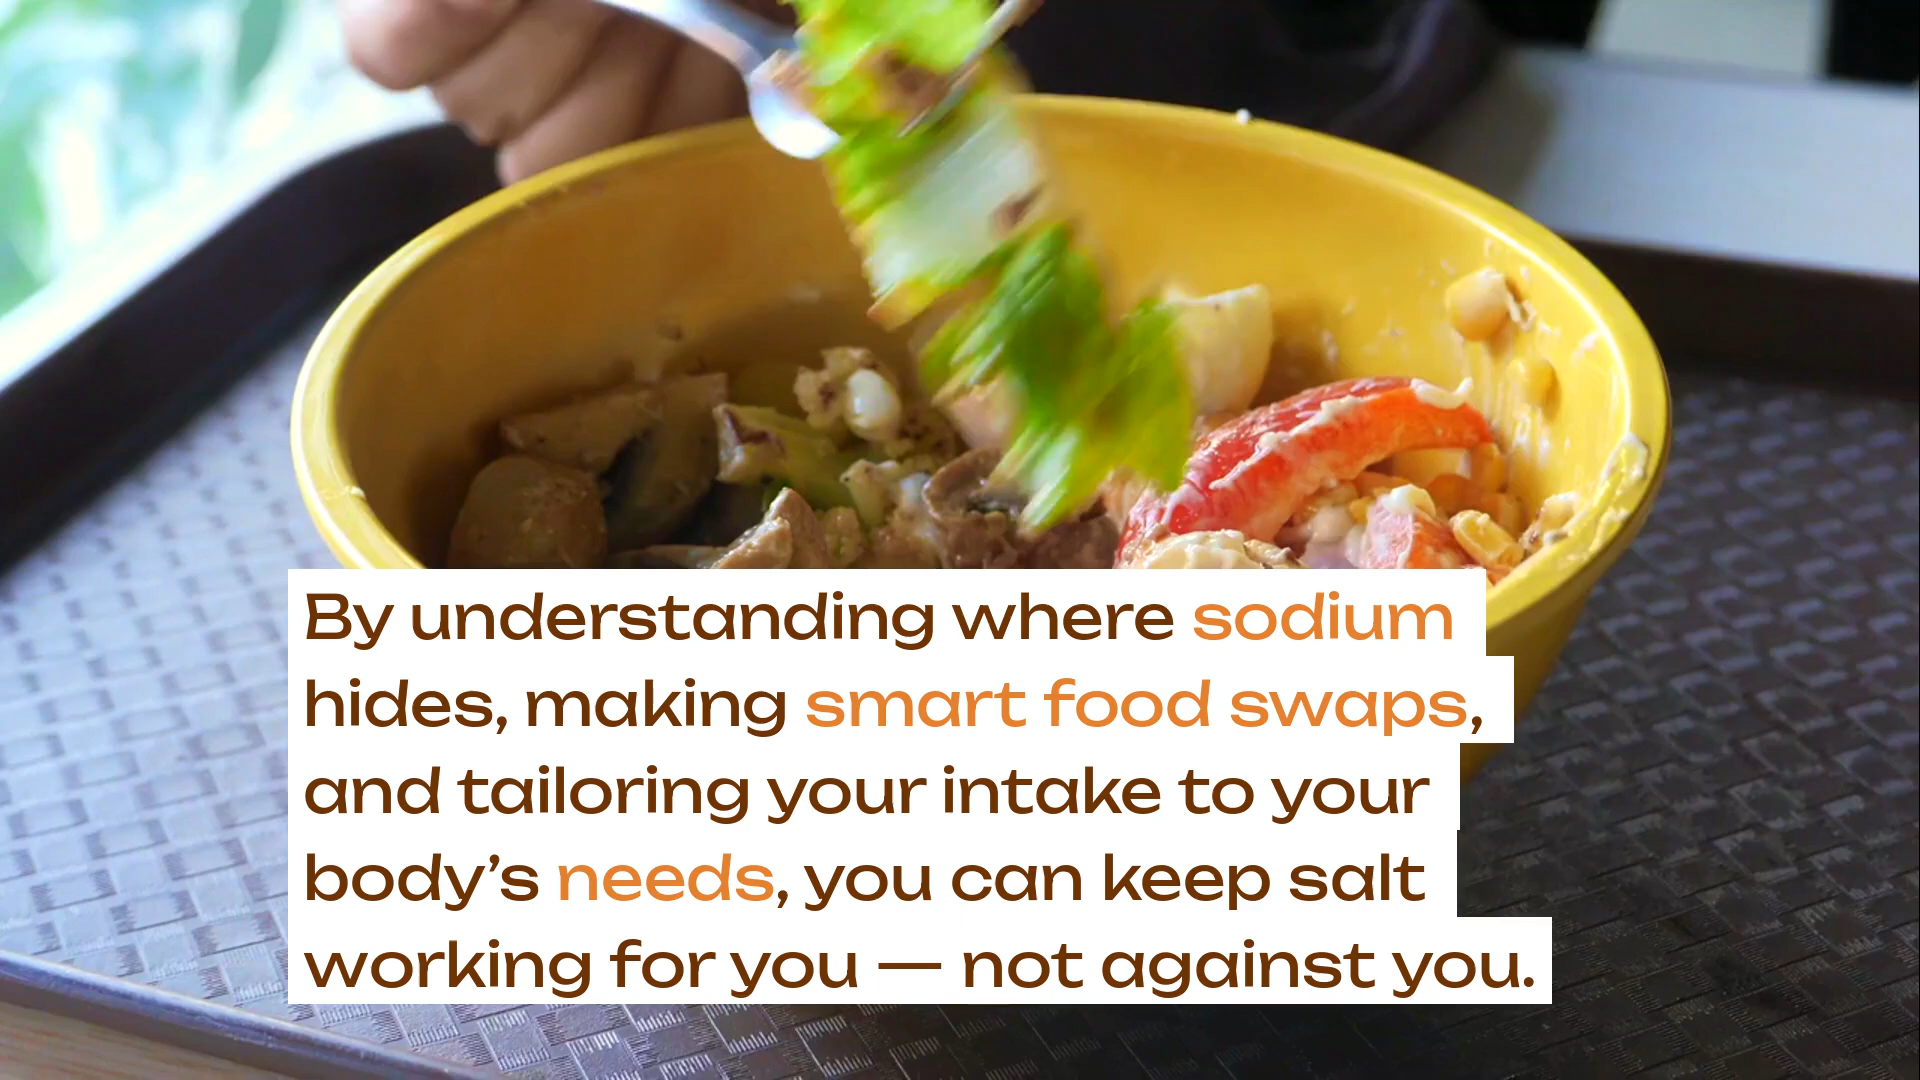 By understanding where sodium
hides, making smart food swaps,
and tailoring your intake to your
body’s needs, you can keep salt
working for you — not against you.